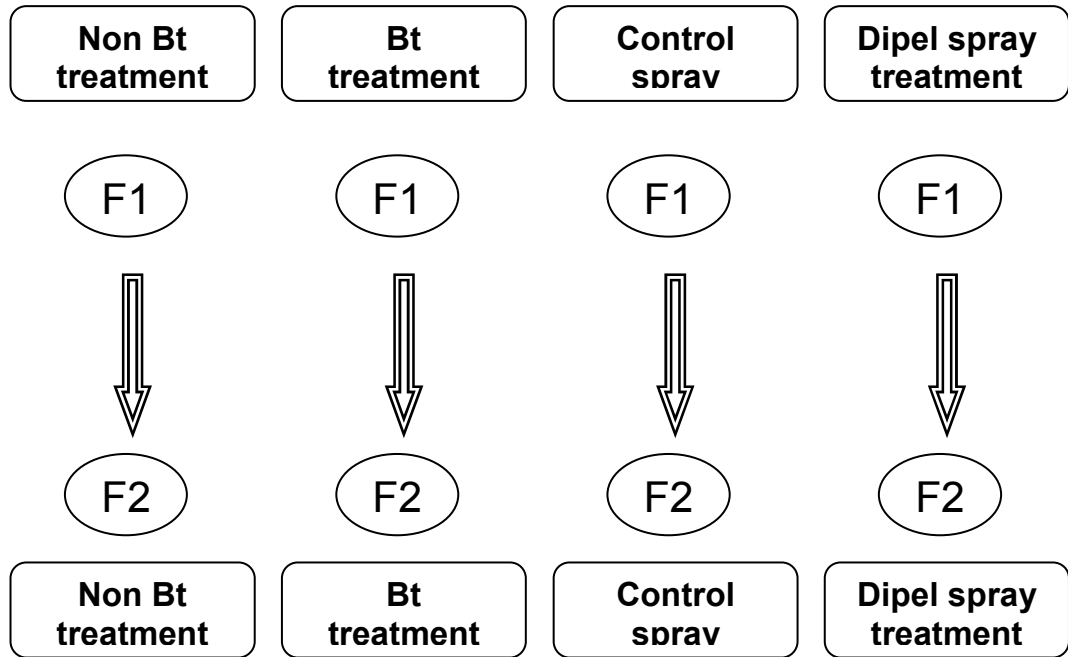 Non Bt
treatment
Bt
treatment
Control
spray
Dipel spray
treatment
F1
F1
F1
F1
F2
F2
F2
F2
Non Bt
treatment
Bt
treatment
Control
spray
Dipel spray
treatment